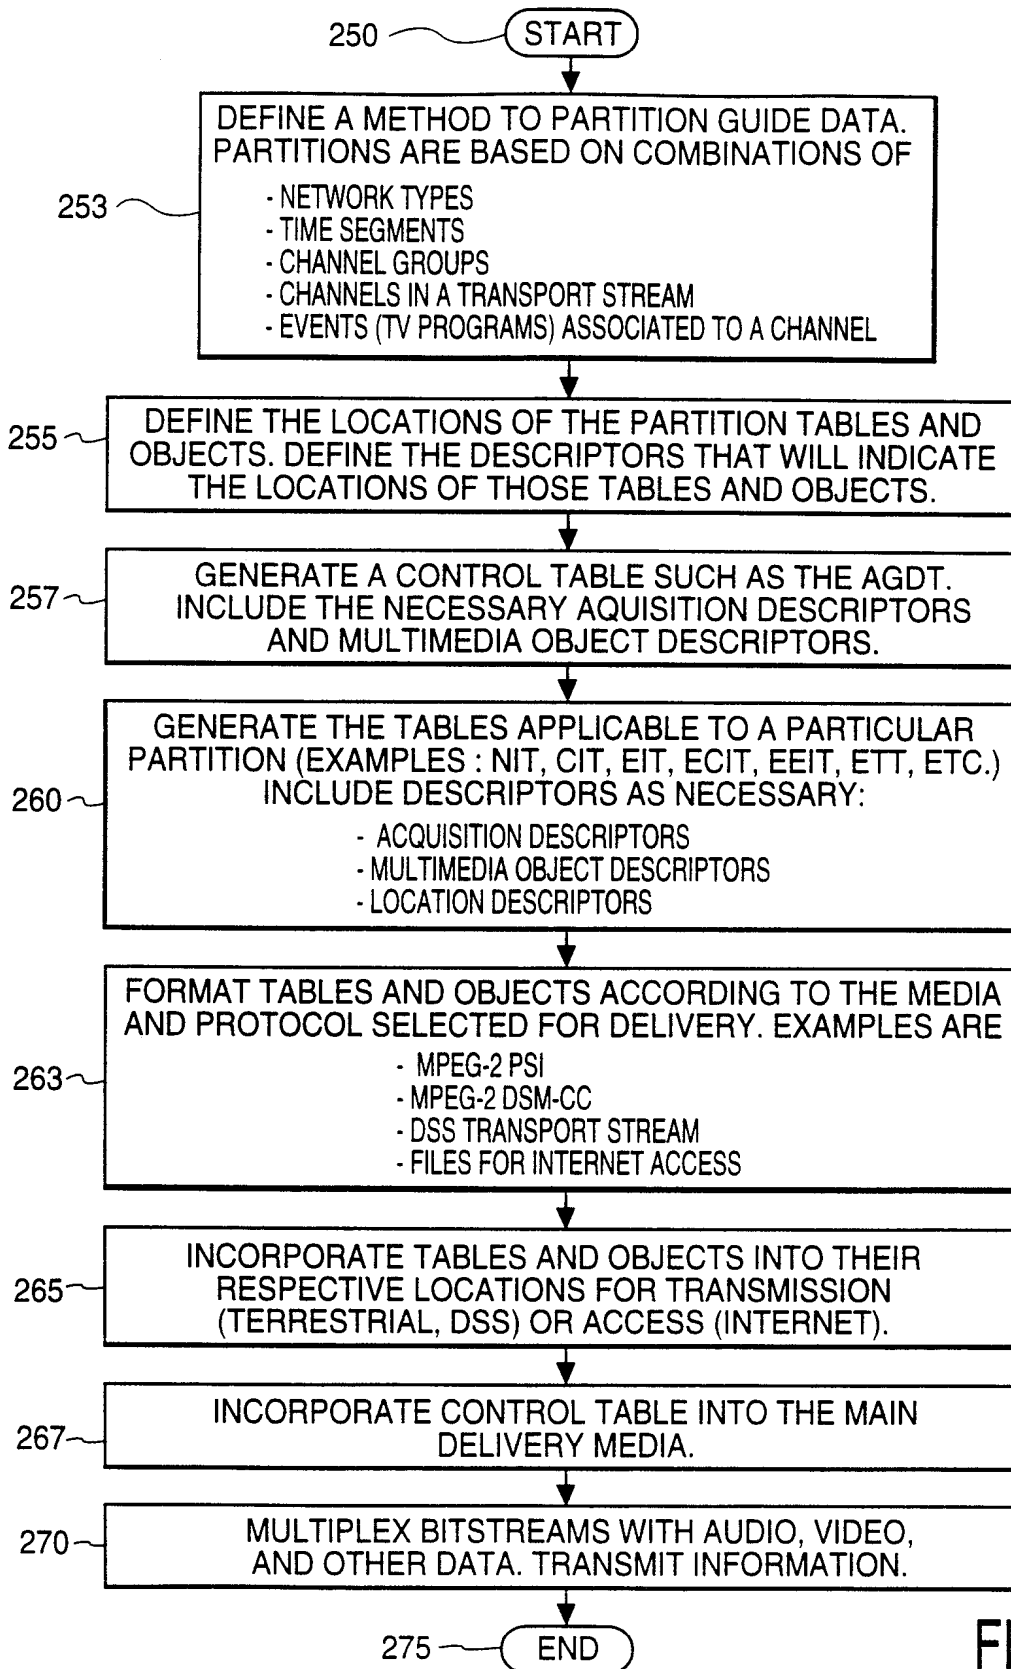 250
START
DEFINE A METHOD TO PARTITION GUIDE DATA.
PARTITIONS ARE BASED ON COMBINATIONS OF
- NETWORK TYPES
253
- TIME SEGMENTS
- CHANNEL GROUPS
- CHANNELS IN A TRANSPORT STREAM
- EVENTS (TV PROGRAMS) ASSOCIATED TO A CHANNEL
DEFINE THE LOCATIONS OF THE PARTITION TABLES AND
255
OBJECTS. DEFINE THE DESCRIPTORS THAT WILL INDICATE
THE LOCATIONS OF THOSE TABLES AND OBJECTS.
GENERATE A CONTROL TABLE SUCH AS THE AGDT.
257
INCLUDE THE NECESSARY AQUISITION DESCRIPTORS
AND MULTIMEDIA OBJECT DESCRIPTORS.
GENERATE THE TABLES APPLICABLE TO A PARTICULAR
PARTITION (EXAMPLES : NIT, CIT, EIT, ECIT, EEIT, ETT, ETC.)
260
INCLUDE DESCRIPTORS AS NECESSARY:
- ACQUISITION DESCRIPTORS
- MULTIMEDIA OBJECT DESCRIPTORS
- LOCATION DESCRIPTORS
FORMAT TABLES AND OBJECTS ACCORDING TO THE MEDIA
AND PROTOCOL SELECTED FOR DELIVERY. EXAMPLES ARE
263
- MPEG-2 PSI
- MPEG-2 DSM-CC
- DSS TRANSPORT STREAM
- FILES FOR INTERNET ACCESS
INCORPORATE TABLES AND OBJECTS INTO THEIR
265
RESPECTIVE LOCATIONS FOR TRANSMISSION
(TERRESTRIAL, DSS) OR ACCESS (INTERNET).
INCORPORATE CONTROL TABLE INTO THE MAIN
267
DELIVERY MEDIA.
270
MULTIPLEX BITSTREAMS WITH AUDIO, VIDEO,
AND OTHER DATA. TRANSMIT INFORMATION.
275
END